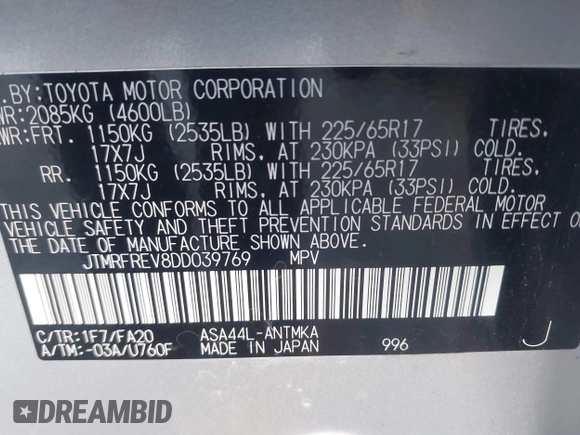 .BY:TOYOTA MOTOR CORPORATION
WR:2085KG (4600LB)
WR:FRT. 1150KG (2535LB) WITH 225/65R17 TIRES,
17X7J RIMS, AT 230KPA (33PSI) COLD.
RR. 1150KG (2535LB) WITH 225/65R17 TIRES,
17X7J RIMS, AT 230KPA (33PSI) COLD.
THIS VEHICLE CONFORMS TO ALL APPLICABLE FEDERAL MOTOR
VEHICLE SAFETY AND THEFT PREVENTION STANDARDS IN EFFECT O
THE DATE OF MANUFACTURE SHOWN ABOVE.
JTMRFREV8DD039769 MPV
C/TR:1F7/FA20 ASA44L-ANTMKA
A/TM:-03A/U760F MADE IN JAPAN 996 J
DREAMBID